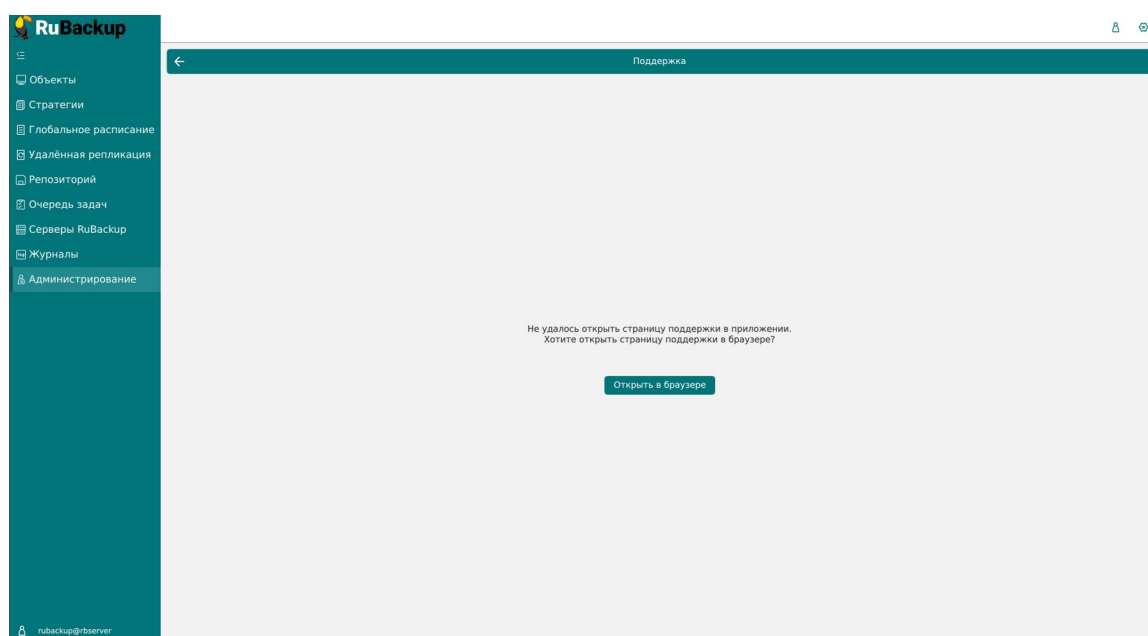 RuBackup
Поддержка
Объекты
Стратегии
Глобальное расписание
Удалённая репликация
Репозиторий
Очередь задач
Серверы RuBackup
Журналы
Администрирование
Не удалось открыть страницу поддержки в приложении.
Хотите открыть страницу поддержки в браузере?
Открыть в браузере
rubackup@rbserver